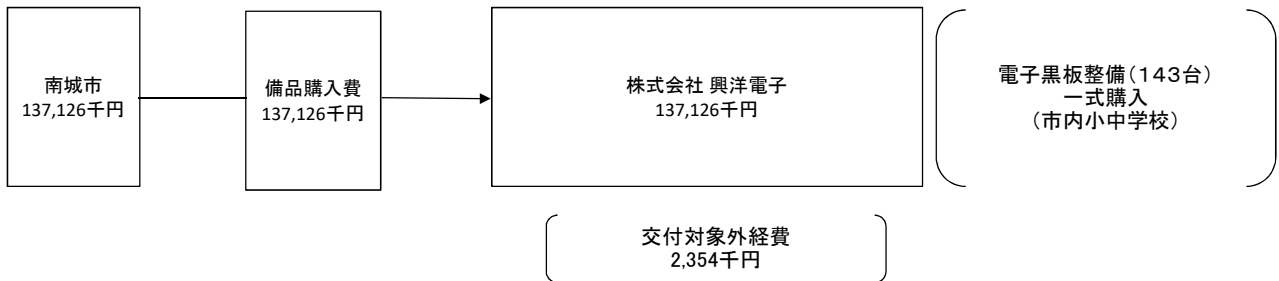 南城市
137,126千円
備品購入費
137,126千円
株式会社 興洋電子
137,126千円
電子黒板整備（１４３台）
一式購入
（市内小中学校）
交付対象外経費
2,354千円